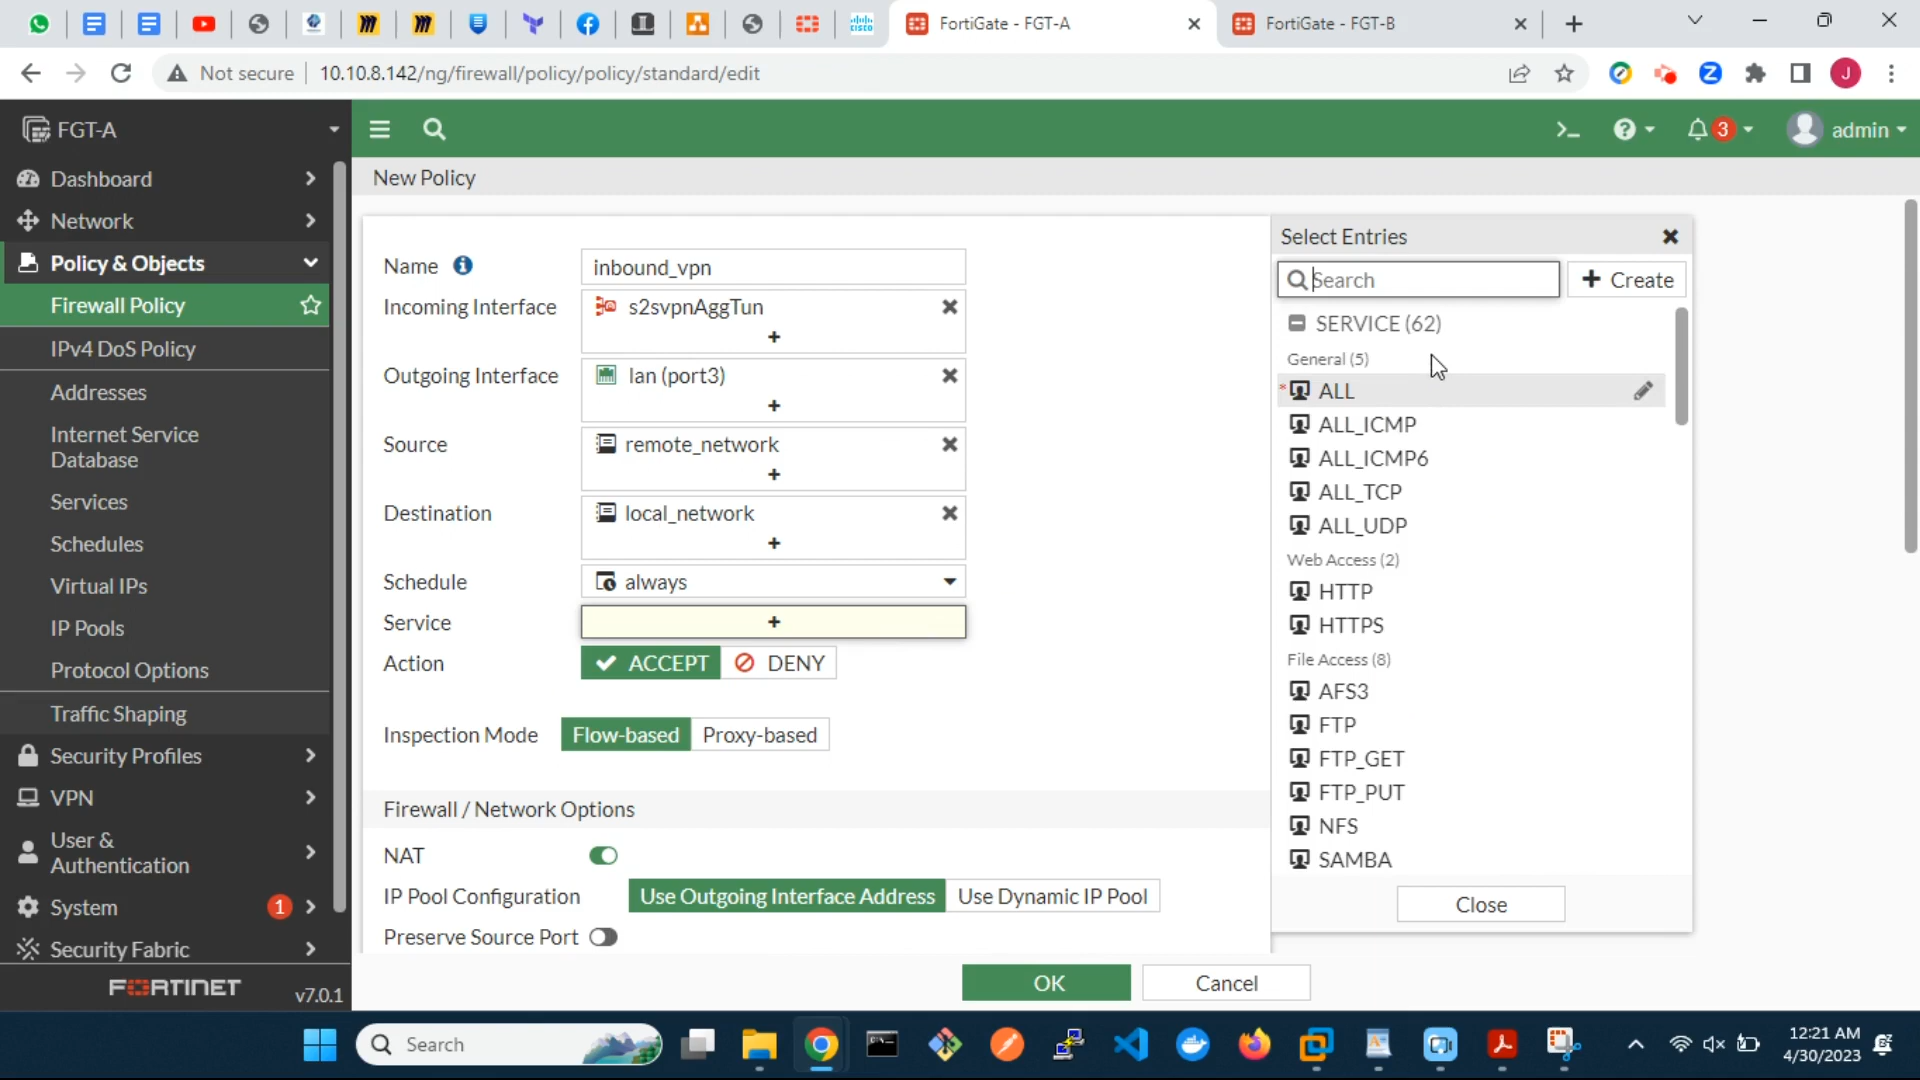 FortiGate - FGT-A
FortiGate - FGT-B
Not secure
10.10.8.142/ng/firewall/policy/policy/standard/edit
J
FGT-A
3
admin
Dashboard
Network
Policy & Objects
Firewall Policy
IPv4 DoS Policy
Addresses
Internet Service
Database
Services
Schedules
Virtual IPs
IP Pools
Protocol Options
Traffic Shaping
Security Profiles
VPN
User &
Authentication
System
1
Security Fabric
FORTINET
v7.0.1
New Policy
Name
inbound_vpn
Incoming Interface
s2svpnAggTun
Outgoing Interface
lan (port3)
Source
remote_network
Destination
local_network
Schedule
always
Service
Action
ACCEPT
DENY
Inspection Mode
Flow-based
Proxy-based
Firewall / Network Options
NAT
IP Pool Configuration
Use Outgoing Interface Address
Use Dynamic IP Pool
Preserve Source Port
OK
Cancel
Select Entries
Search
Create
SERVICE (62)
General (5)
ALL
ALL_ICMP
ALL_ICMP6
ALL_TCP
ALL_UDP
Web Access (2)
HTTP
HTTPS
File Access (8)
AFS3
FTP
FTP_GET
FTP_PUT
NFS
SAMBA
Close
Search
12:21 AM
4/30/2023